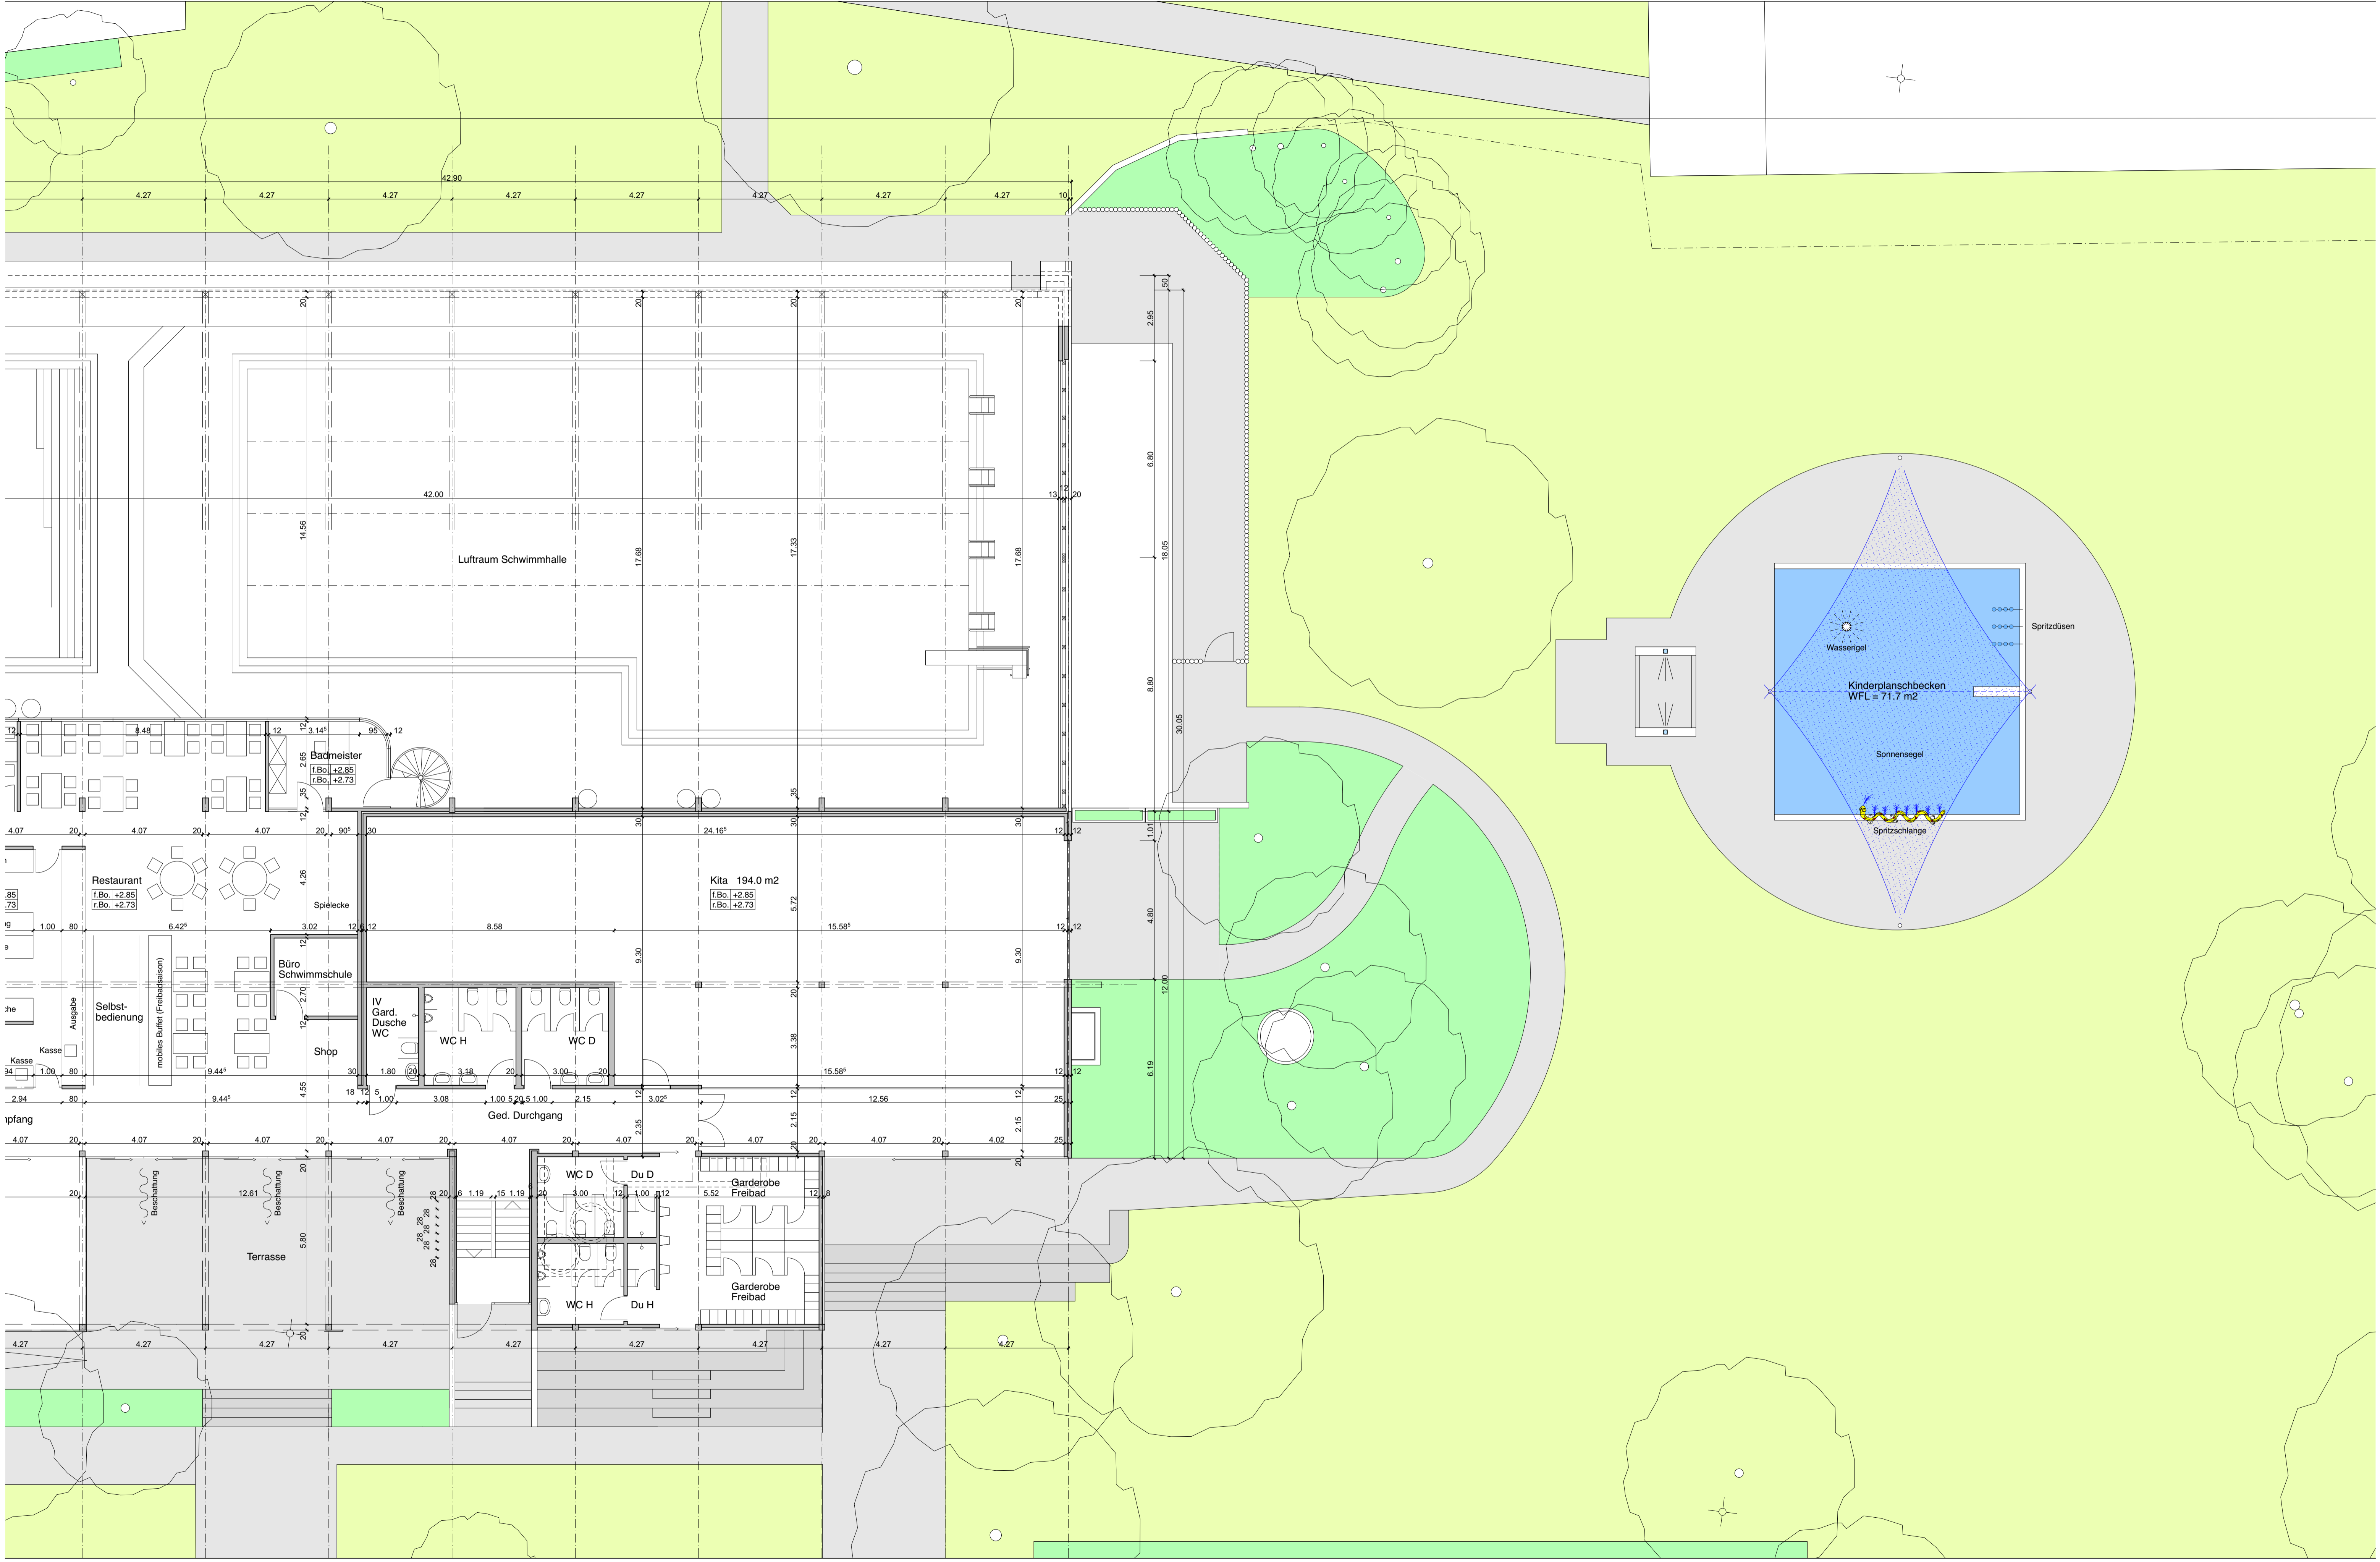 42.90
4.27 4.27 4.27 4.27 4.27 4.27 4.27 4.27 10
20 20 20 20
50
2.95
42.00
13 12 20
14.56
17.68
17.33
17.68
6.80
18.05
Luftraum Schwimmhalle
30.05
8.80
Spritzdüsen
Wasserigel
Kinderplanschbecken
WFL = 71.7 m2
Sonnensegel
Spritzschlange
12 8.48 12 3.14⁵ 95 12
12
2.65
35
12
Badmeister
f.Bo. +2.85
r.Bo. +2.73
35
4.07 20 4.07 20 4.07 20 90⁵ 30 24.16⁵ 12 12
30 30 30
1.01
Restaurant
f.Bo. +2.85
r.Bo. +2.73
.85
.73
4.26
Spielecke
Kita 194.0 m2
f.Bo. +2.85
r.Bo. +2.73
5.72
4.80
1.00 80 6.42⁵ 3.02 12 6 12 8.58 15.58⁵ 12 12
12
9.30
9.30
12.00
Büro
Schwimmschule
2.70
12
20
Selbst-
bedienung
Ausgabe
mobiles Buffet (Freibadsaison)
IV
Gard.
Dusche
WC
WC H
WC D
3.38
6.19
Shop
Kasse
Kasse
94 1.00 80 9.44⁵ 30 1.80 20 3.18 20 3.00 20 15.58⁵ 12 12
4.55
18 12 5
2.94 80 9.44⁵ 1.00 3.08 1.00 5 20 5 1.00 2.15 3.02⁵ 12.56 25
12 12 12
Ged. Durchgang
2.35
2.15
2.15
4.07 20 4.07 20 4.07 20 4.07 20 4.07 20 4.07 20 4.07 20 4.07 20 4.02 25
20 20 20
Beschattung
Beschattung
Beschattung
WC D
Du D
Garderobe
Freibad
20 12.61 20 6 1.19 15 1.19 6 20 3.00 12 1.00 12 5.52 12 8
28
28
28
28
28
28
28
5.80
Terrasse
Garderobe
Freibad
WC H
Du H
20
4.27 4.27 4.27 4.27 4.27 4.27 4.27 4.27 4.27